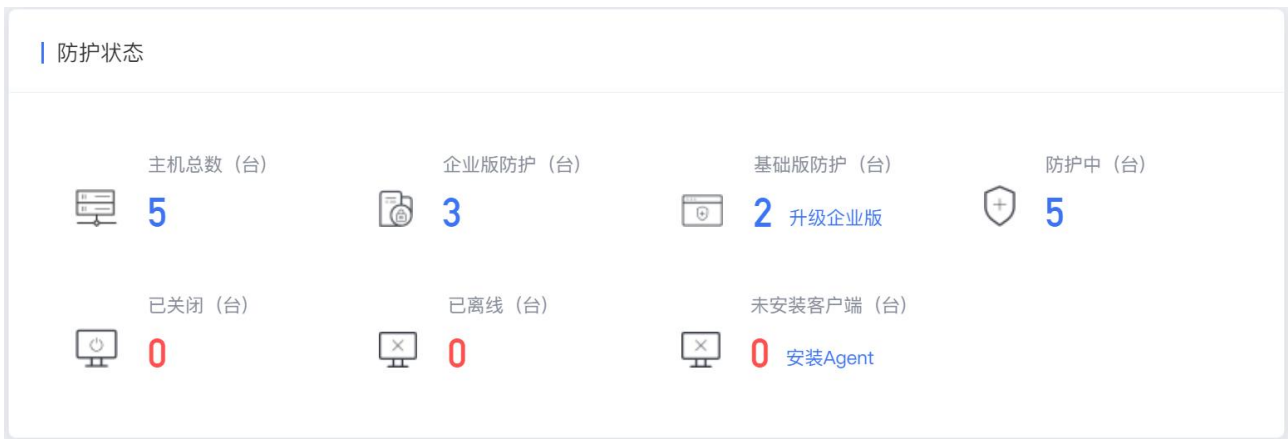 防护状态
主机总数（台） 企业版防护（台） 基础版防护（台） 防护中（台）
5 3 2 升级企业版 5
已关闭（台） 已离线（台） 未安装客户端（台）
0 0 0 安装Agent